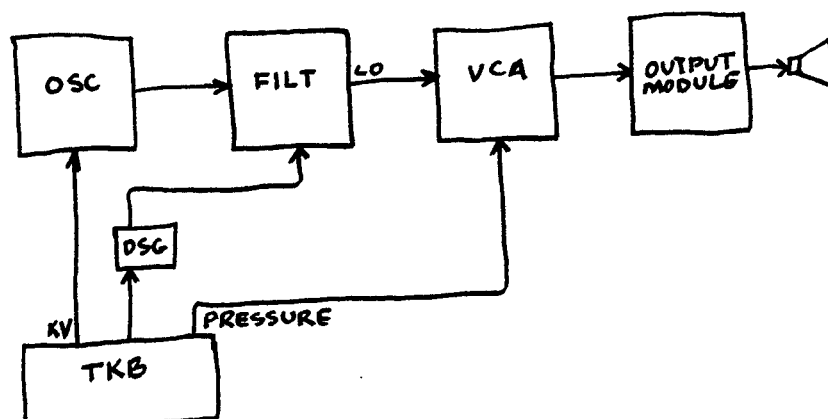 OSC
FILT
LO
VCA
OUTPUT
MODULE
DSG
KV
PRESSURE
TKB